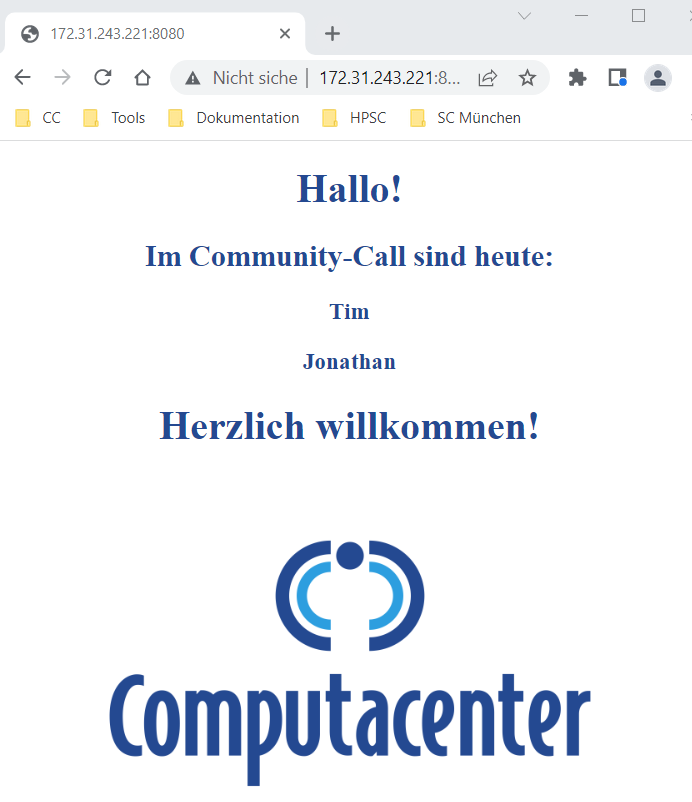 172.31.243.221:8080
Nicht siche | 172.31.243.221:8...
CC Tools Dokumentation HPSC SC München
Hallo!
Im Community-Call sind heute:
Tim
Jonathan
Herzlich willkommen!
Computacenter